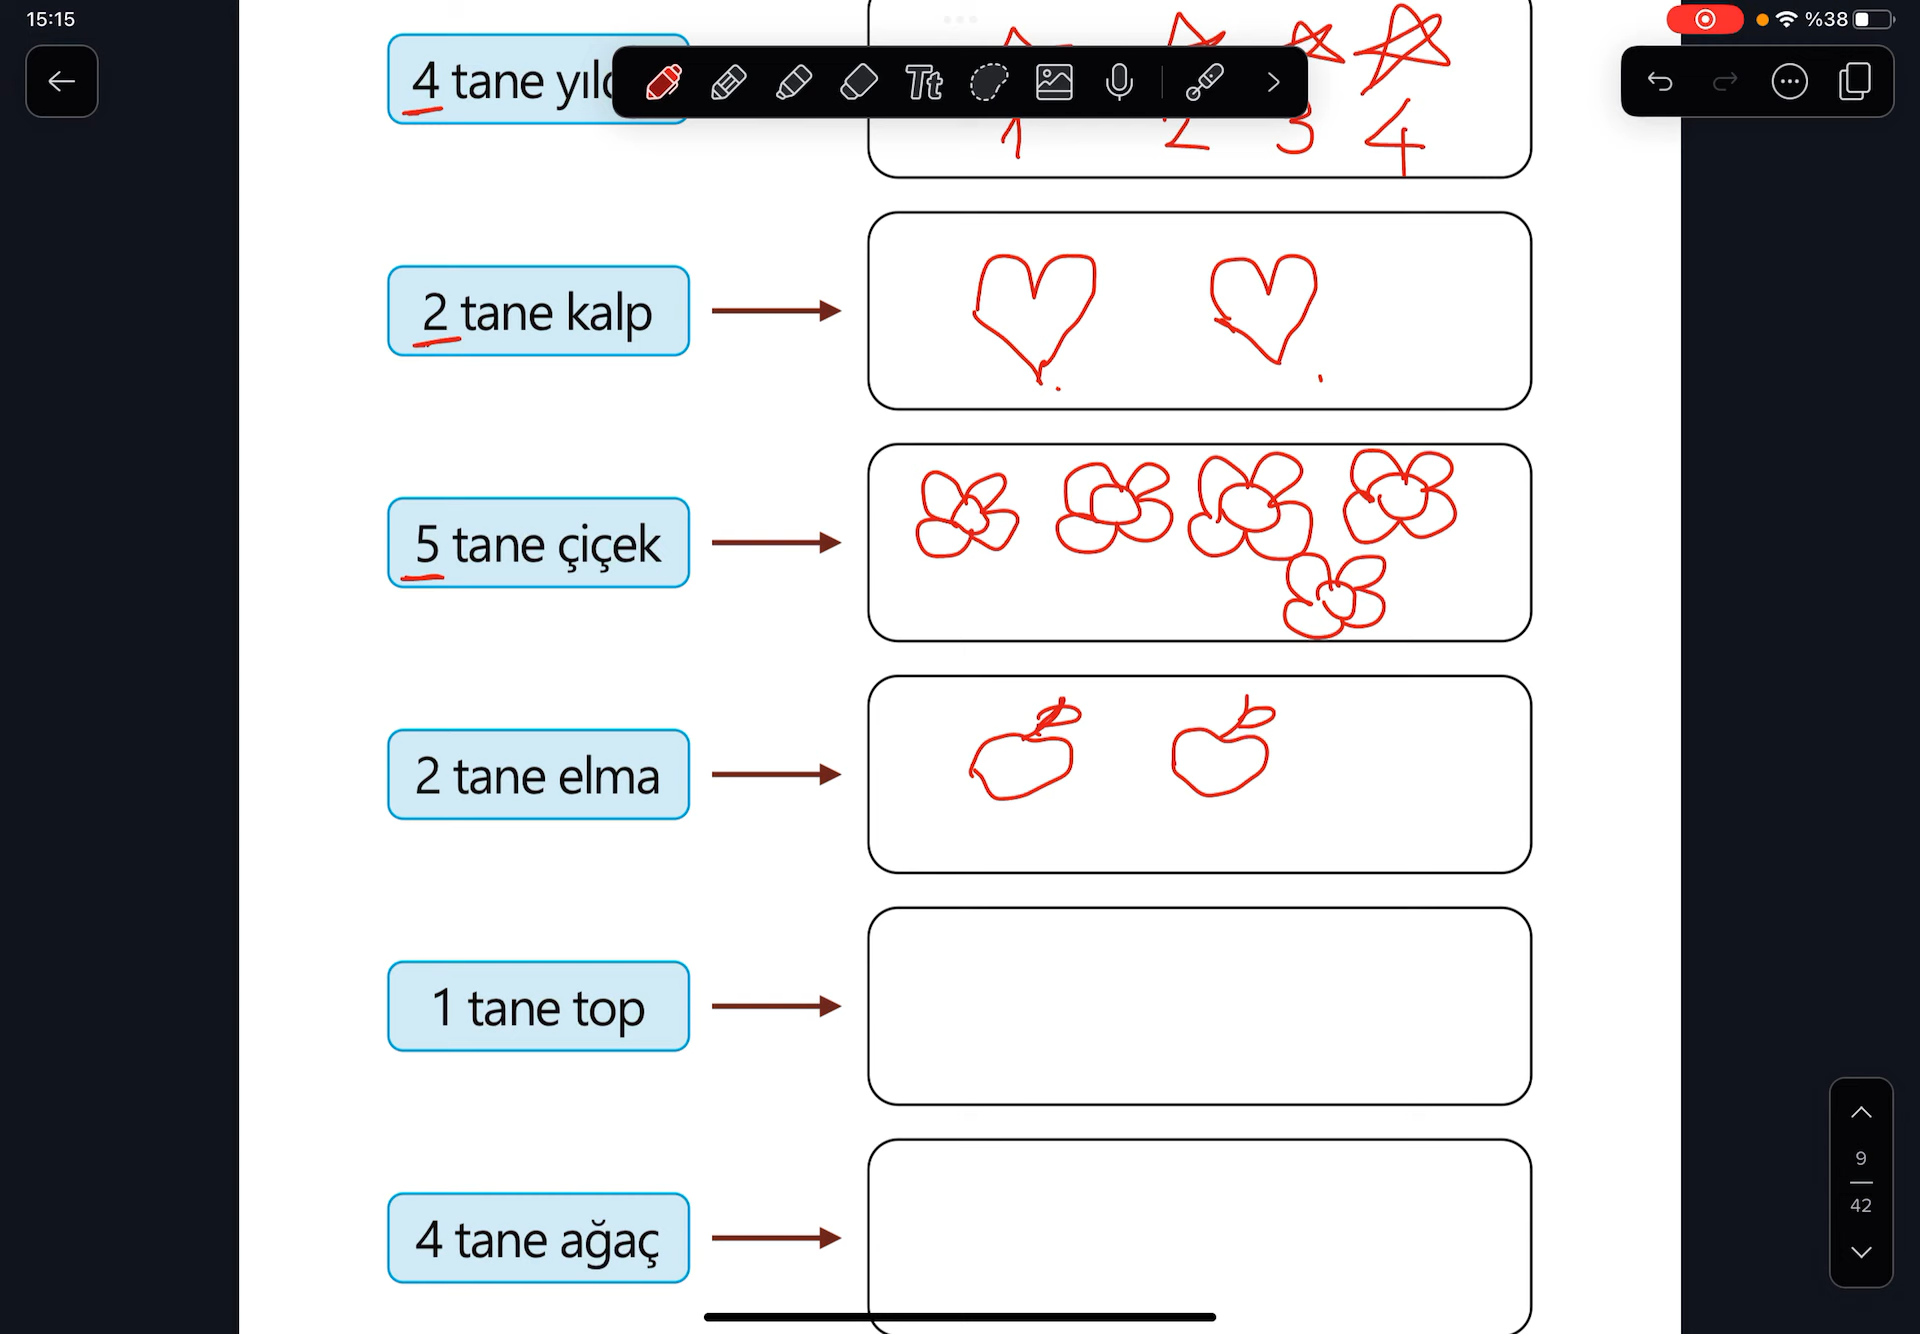 15:15
%38
4 tane yıl
Tt
1 2 3 4
2 tane kalp
5 tane çiçek
2 tane elma
1 tane top
4 tane ağaç
9
42